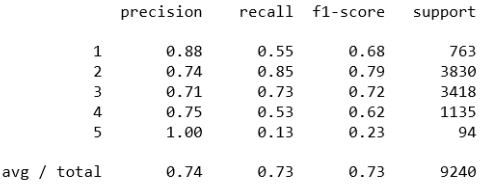 precision recall f1-score support
1 0.88 0.55 0.68 763
2 0.74 0.85 0.79 3830
3 0.71 0.73 0.72 3418
4 0.75 0.53 0.62 1135
5 1.00 0.13 0.23 94
avg / total 0.74 0.73 0.73 9240